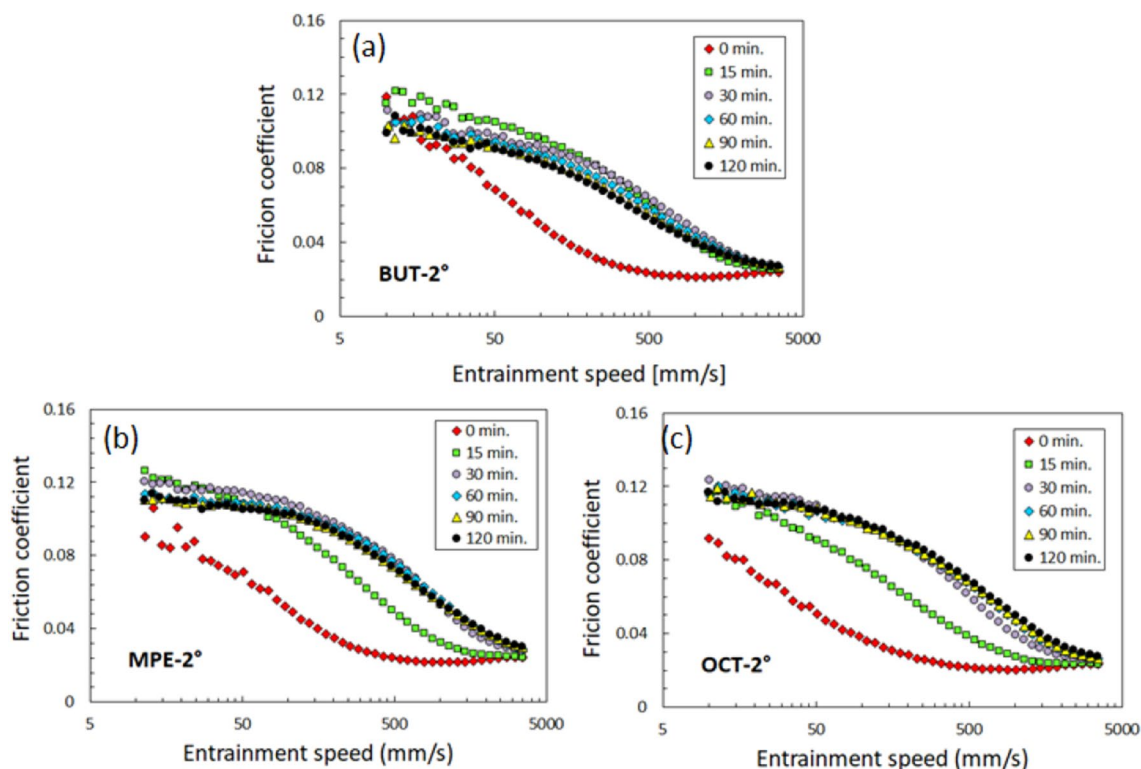 (a)
0.16
0.12
0.08
0.04
0
Fricion coefficient
0 min.
15 min.
30 min.
60 min.
90 min.
120 min.
BUT-2°
5
50
500
5000
Entrainment speed [mm/s]
(b)
0.16
0.12
0.08
0.04
0
Friction coefficient
0 min.
15 min.
30 min.
60 min.
90 min.
120 min.
MPE-2°
5
50
500
5000
Entrainment speed (mm/s)
(c)
0.16
0.12
0.08
0.04
0
Fricion coefficient
0 min.
15 min.
30 min.
60 min.
90 min.
120 min.
OCT-2°
5
50
500
5000
Entrainment speed (mm/s)